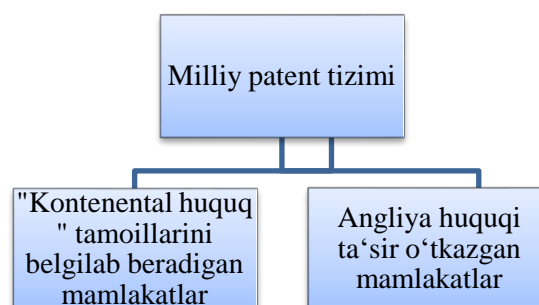 Milliy patent tizimi
"Kontenental huquq
" tamoillarini
belgilab beradigan
mamlakatlar
Angliya huquqi
ta‘sir o‘tkazgan
mamlakatlar